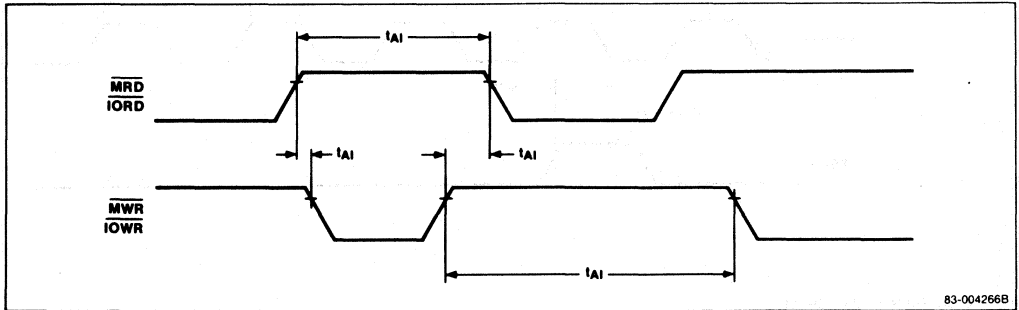 tAI
MRD
IORD
tAI
tAI
MWR
IOWR
tAI
83-004266B